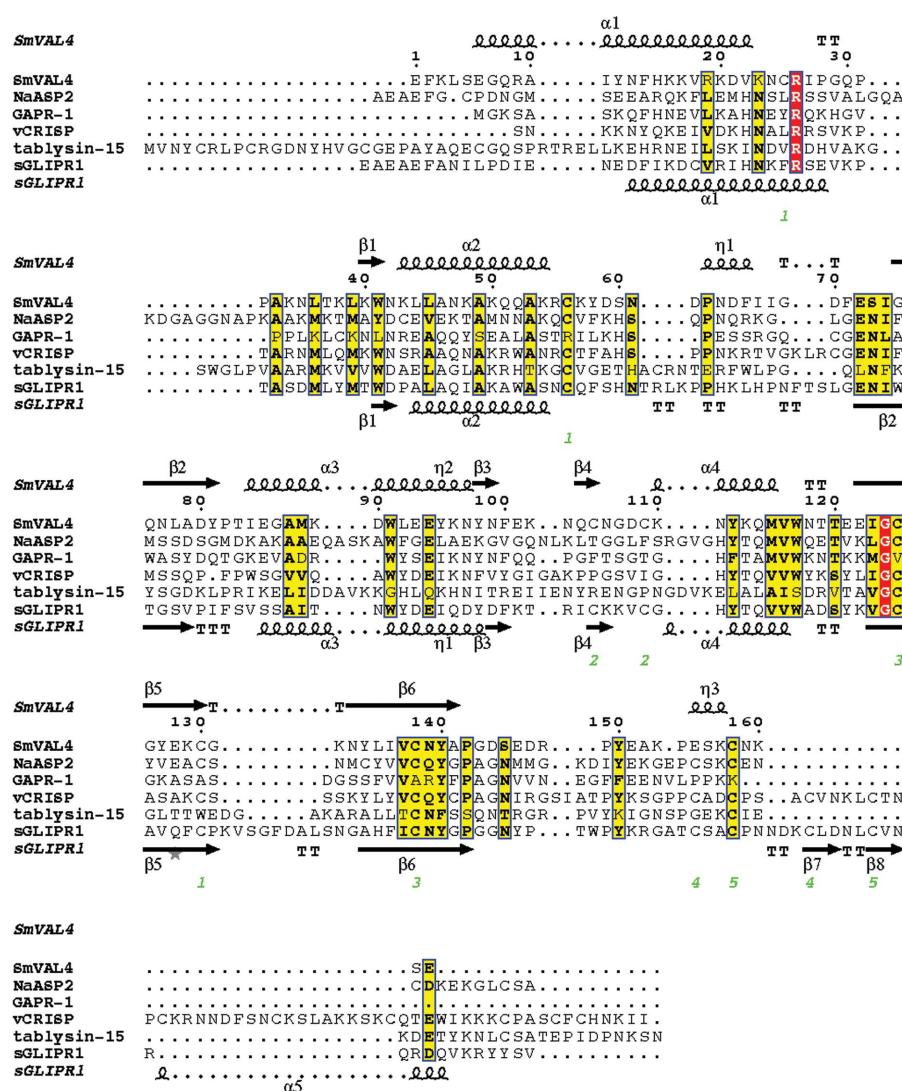 α1
SmVAL4 TT
1 10 20 30
SmVAL4 ..............EFKLSEGQRA.....IYNFHKKVRKDVKNCRIPGQP...
NaASP2 ............AEAEFG.CPDNGM.....SEEARQKFLEMHNSLRSSVALGQA
GAPR-1 ................MGKSA.....SKQFHNEVLKAHNEYRQKHGV....
vCRISP ...................SN.....KKNYQKEIVDKHNALRRSVKP....
tablysin-15 MVNYCRLPCRGDNYHVGCGEPAYAQECGQSPRTRELLKEHRNEILSKINDVRDHVAKG...
sGLIPR1 ...........EAEAEFANILPDIE.....NEDFIKDCVRIHNKFRSEVKP....
sGLIPR1
α1
1
β1 α2 η1
SmVAL4 TT
40 50 60 70
SmVAL4 .........PAKNLTKLKWNKLLANKAKQQAKRCKYDSN....DPNDFIIG...DFESIG
NaASP2 KDGAGGNAPKAAKMKTMAYDCEVEKTAMNNAKQCVFKHS....QPNQRKG....LGENIF
GAPR-1 .........PPLKLCKNLNREAQQYSEALASTRILKHS....PESSRGQ....CGENLA
vCRISP .........TARNMLQMKWNSRAAQNAKRWANRCTFAHS....PPNKRTVGKLRCGENIF
tablysin-15 ....SWGLPVAARMKVVVWDAELAGLAKRHTKGCVGETHACRNTERFWLPG....QLNFK
sGLIPR1 .........TASDMLYMTWDPALAQIAKAWASNCQFSHNTRLKPPHKLHPNFTSLGENIW
sGLIPR1 TT TT TT
β1 α2 β2
1
β2 α3 η2 β3 β4 α4
SmVAL4 TT
80 90 100 110 120
SmVAL4 QNLADYPTIEGAMK....DWLEEYKNYNFEK..NQCNGDCK....NYKQMVWNTTEEIGC
NaASP2 MSSDSGMDKAKAAEQASKAWFGELAEKGVGQNLKLTGGLFSRGVGHYTQMVWQETVKLGC
GAPR-1 WASYDQTGKEVADR....WYSEIKNYNFQQ..PGFTSGTG....HFTAMVWKNTKKMGV
vCRISP MSSQP.FPWSGVVQ....AWYDEIKNFVYGIGAKPPGSVIG....HYTQVVWYKSYLIGC
tablysin-15 YSGDKLPRIKELIDDAVKKGHLQKHNITREIIENYRENGPNGDVKELALAISDRVTAVGC
sGLIPR1 TGSVPIFSVSSAIT....NWYDEIQDYDFKT..RICKKVCG....HYTQVVWADSYKVGC
sGLIPR1 TTT TT
α3 η1 β3 β4 α4
2 2 3
β5 β6 η3
SmVAL4 T.........T
130 140 150 160
SmVAL4 GYEKCG.........KNYLIVCNYAPGDSEDR...PYEAK.PESKCNK............
NaASP2 YVEACS.........NMCYVVCQYGPAGNMMG..KDIYEKGEPCSKCEN...........
GAPR-1 GKASAS........DGSSFVVARYFPAGNVVN..EGFFEENVLPPKK.............
vCRISP ASAKCS........SSKYLYVCQYCPAGNIRGSIATPYKSGPPCADCPS...ACVNKLCTN
tablysin-15 GLTTWEDG......AKARALLTCNFSSQNTRGR..PVYKIGNSPGEKCIE..........
sGLIPR1 AVQFCPKVSGFDALSNGAHFICNYGPGGNYP...TWPYKRGATCSACPNNDKCLDNLCVN
sGLIPR1 TT TT TT
β5 β6 β7 β8
1 3 4 5 4 5
SmVAL4
SmVAL4 .......................SE...................
NaASP2 .......................CDKEKGLCSA...........
GAPR-1 ............................................
vCRISP PCKRNNDFSNCKSLAKKSKCQTEWIKKKCPASCFCHNKII.
tablysin-15 .....................KDETYKNLCSATEPIDPNKSN
sGLIPR1 R.....................QRDQVKRYYSV..........
sGLIPR1
α5